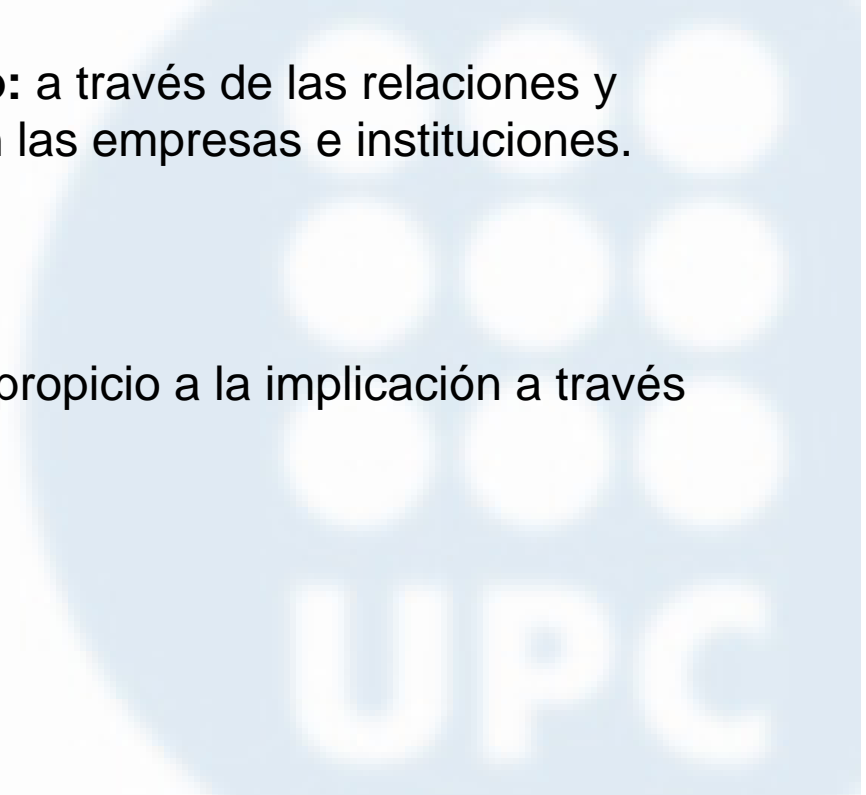 o: a través de las relaciones y
n las empresas e instituciones.
propicio a la implicación a través
UPC